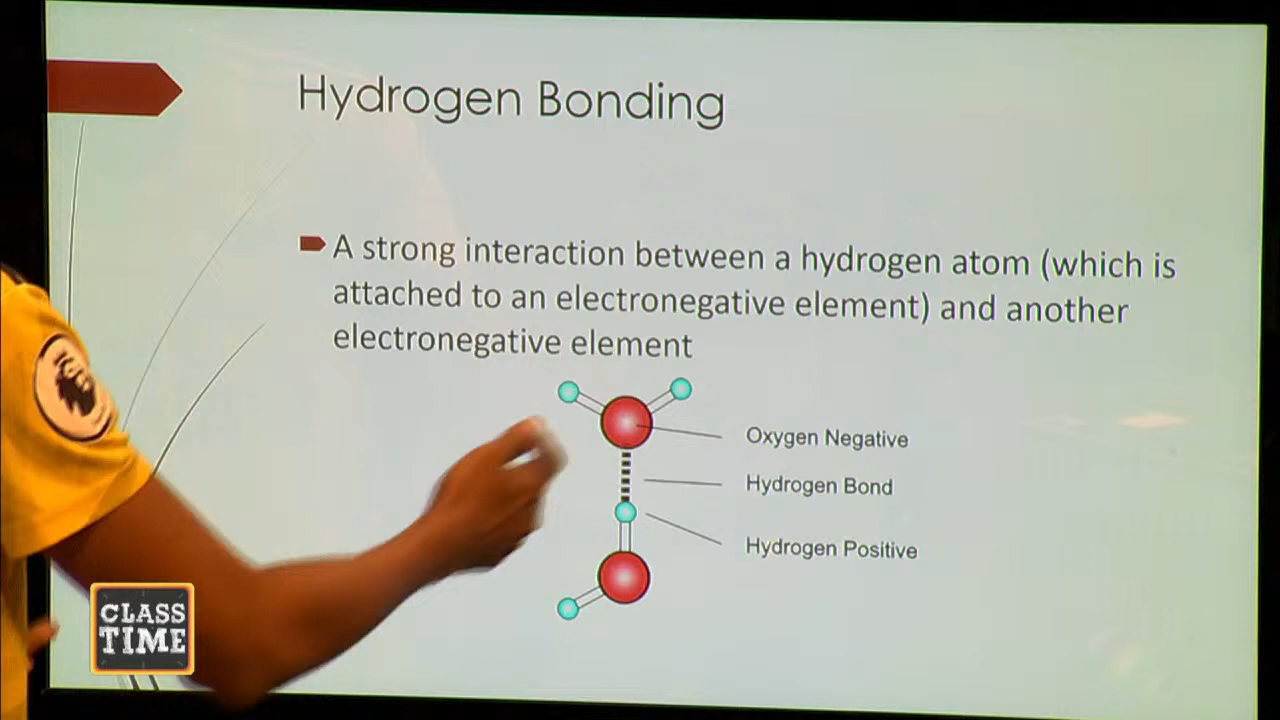 Hydrogen Bonding
A strong interaction between a hydrogen atom (which is
attached to an electronegative element) and another
electronegative element
Oxygen Negative
Hydrogen Bond
Hydrogen Positive
CLASS
TIME